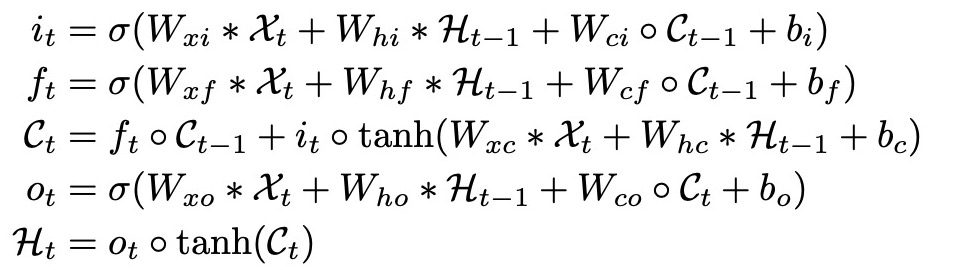 i_t = σ(W_{xi} ∗ 𝒳_t + W_{hi} ∗ ℋ_{t−1} + W_{ci} ∘ 𝒞_{t−1} + b_i)
f_t = σ(W_{xf} ∗ 𝒳_t + W_{hf} ∗ ℋ_{t−1} + W_{cf} ∘ 𝒞_{t−1} + b_f)
𝒞_t = f_t ∘ 𝒞_{t−1} + i_t ∘ tanh(W_{xc} ∗ 𝒳_t + W_{hc} ∗ ℋ_{t−1} + b_c)
o_t = σ(W_{xo} ∗ 𝒳_t + W_{ho} ∗ ℋ_{t−1} + W_{co} ∘ 𝒞_t + b_o)
ℋ_t = o_t ∘ tanh(𝒞_t)